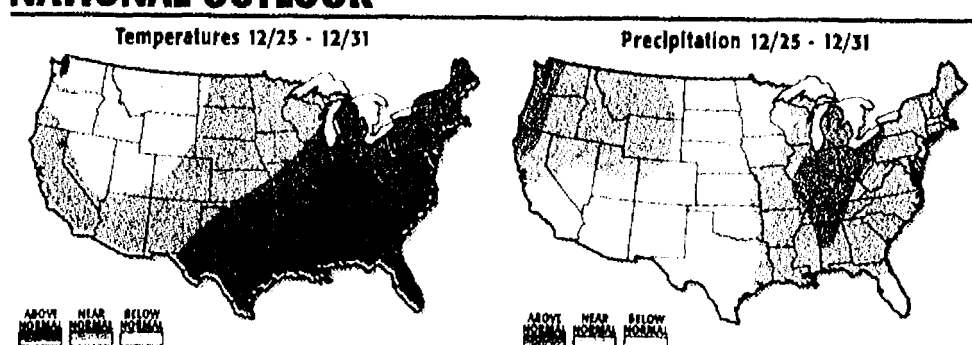 NATIONAL OUTLOOK
Temperatures 12/25 - 12/31
Precipitation 12/25 - 12/31
ABOVE NORMAL
NEAR NORMAL
BELOW NORMAL
ABOVE NORMAL
NEAR NORMAL
BELOW NORMAL